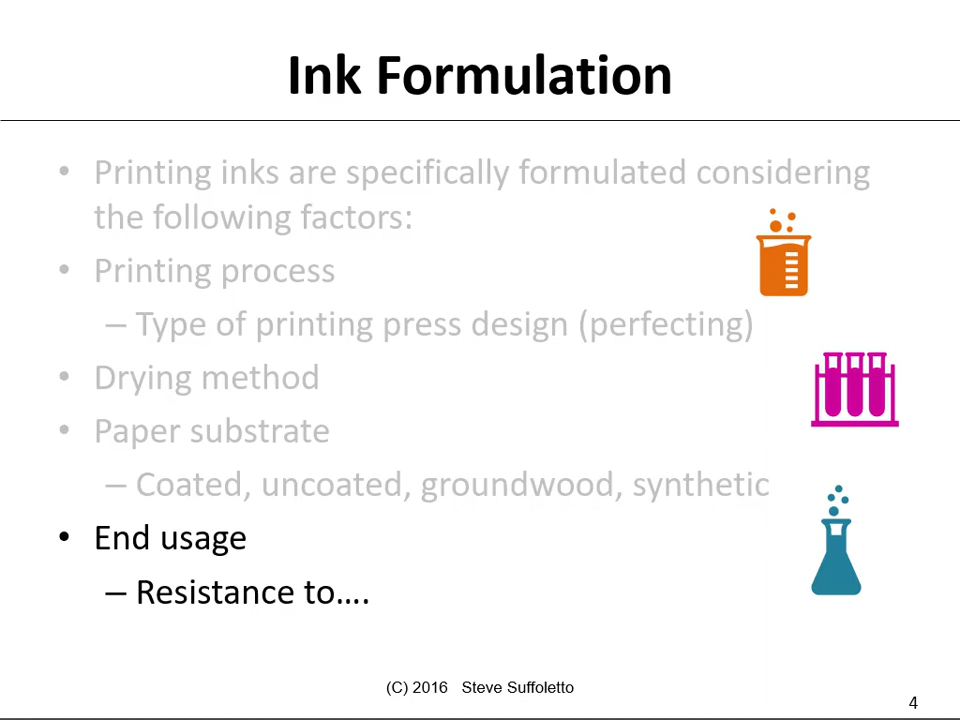 Ink Formulation
• Printing inks are specifically formulated considering
the following factors:
• Printing process
– Type of printing press design (perfecting)
• Drying method
• Paper substrate
– Coated, uncoated, groundwood, synthetic
• End usage
– Resistance to….
(C) 2016 Steve Suffoletto
4